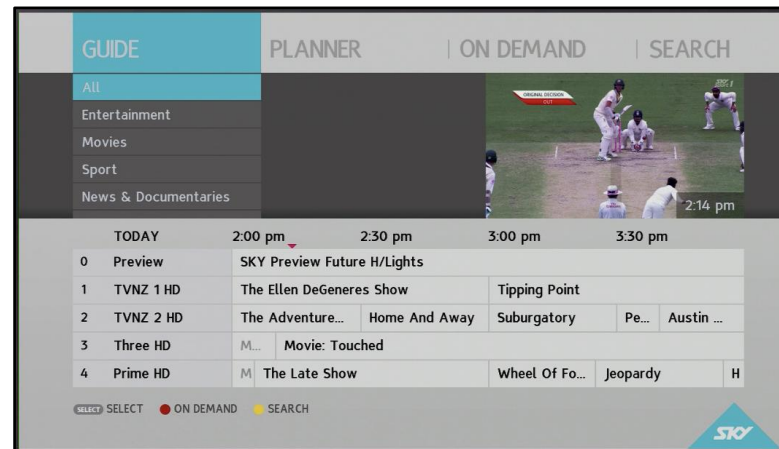 GUIDE PLANNER | ON DEMAND | SEARCH
All
Entertainment
Movies
Sport
News & Documentaries
ORIGINAL DECISION
OUT
2:14 pm
TODAY 2:00 pm 2:30 pm 3:00 pm 3:30 pm
0 Preview SKY Preview Future H/Lights
1 TVNZ 1 HD The Ellen DeGeneres Show Tipping Point
2 TVNZ 2 HD The Adventure... Home And Away Suburgatory Pe... Austin ...
3 Three HD M... Movie: Touched
4 Prime HD M The Late Show Wheel Of Fo... Jeopardy H
SELECT SELECT ON DEMAND SEARCH
SKY